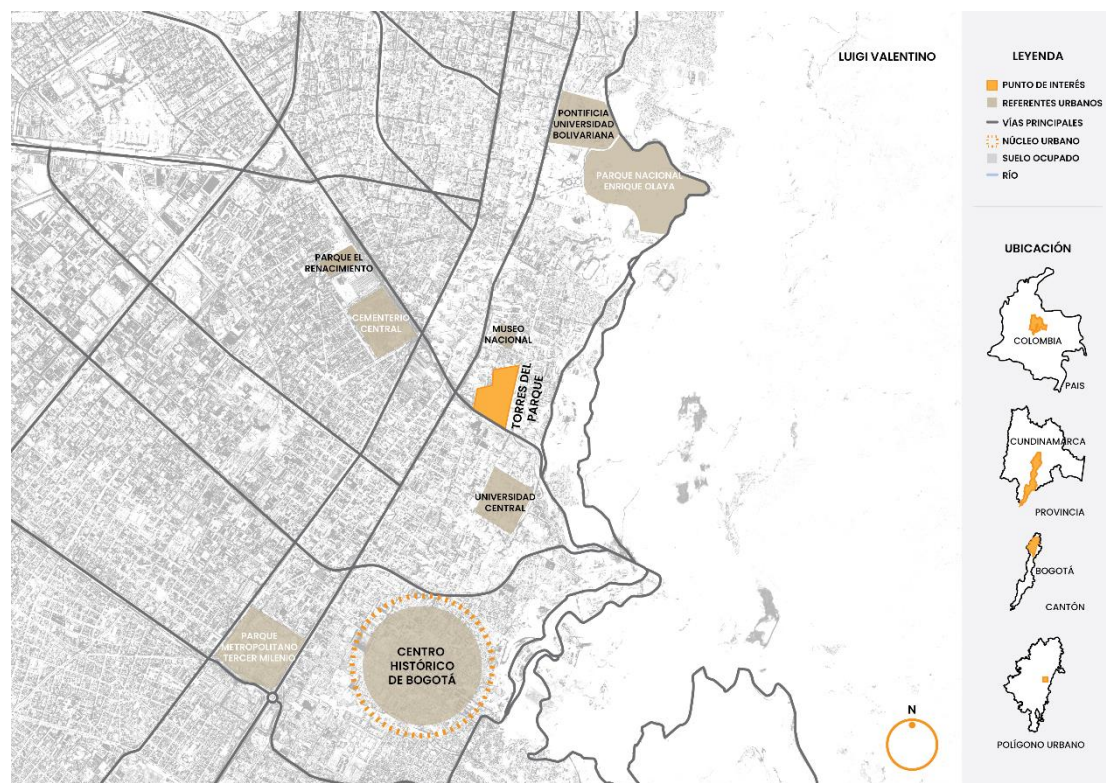 LUIGI VALENTINO
PONTIFICIA
UNIVERSIDAD
BOLIVARIANA
PARQUE NACIONAL
ENRIQUE OLAYA
PARQUE EL
RENACIMIENTO
CEMENTERIO
CENTRAL
MUSEO
NACIONAL
TORRES DEL
PARQUE
UNIVERSIDAD
CENTRAL
PARQUE
METROPOLITANO
TERCER MILENIO
CENTRO
HISTÓRICO
DE BOGOTÁ
N
LEYENDA
PUNTO DE INTERÉS
REFERENTES URBANOS
VÍAS PRINCIPALES
NÚCLEO URBANO
SUELO OCUPADO
RÍO
UBICACIÓN
COLOMBIA
PAIS
CUNDINAMARCA
PROVINCIA
BOGOTÁ
CANTÓN
POLÍGONO URBANO